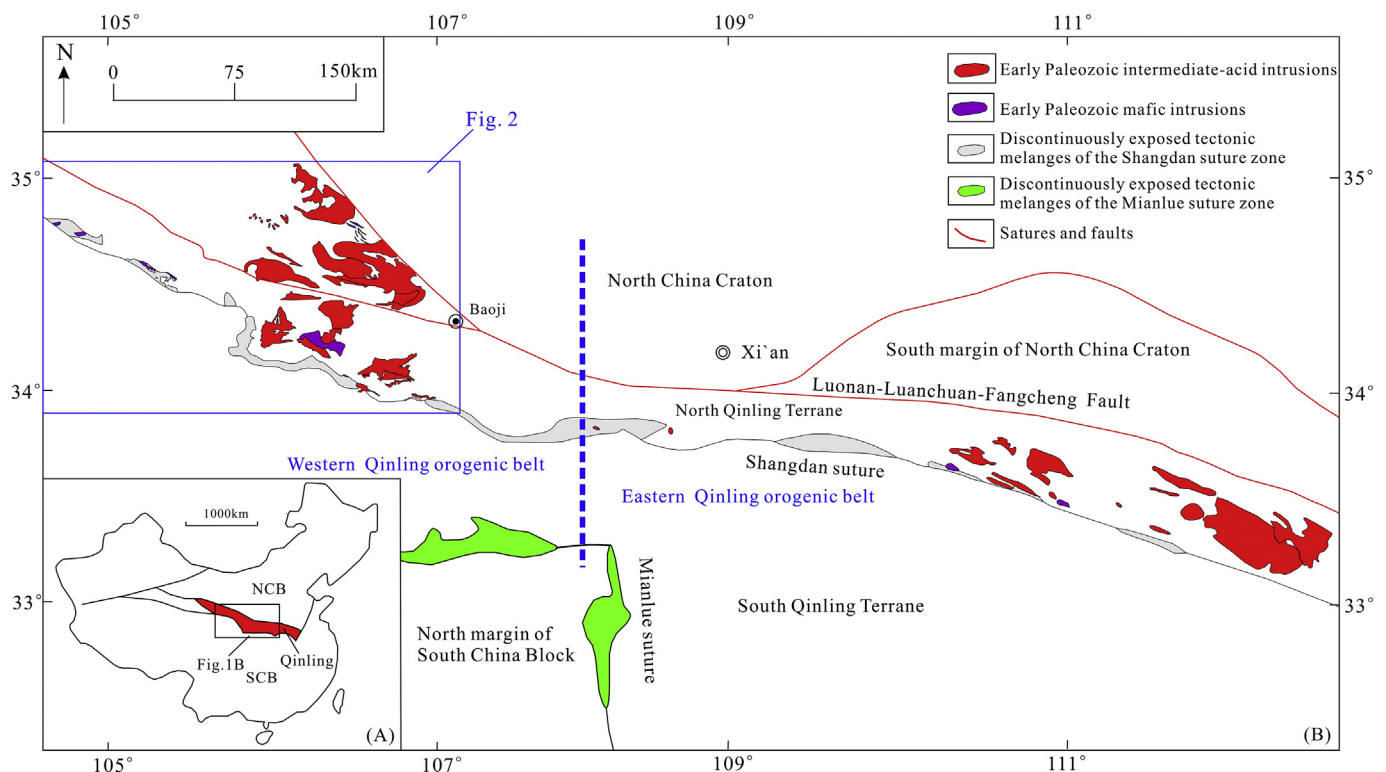 105°
107°
109°
111°
N
0
75
150km
Fig. 2
Early Paleozoic intermediate-acid intrusions
Early Paleozoic mafic intrusions
Discontinuously exposed tectonic
melanges of the Shangdan suture zone
Discontinuously exposed tectonic
melanges of the Mianlue suture zone
Satures and faults
35°
35°
North China Craton
Baoji
Xi`an
South margin of North China Craton
34°
34°
Luonan-Luanchuan-Fangcheng Fault
North Qinling Terrane
Western Qinling orogenic belt
Shangdan suture
Eastern Qinling orogenic belt
1000km
NCB
Fig.1B
Qinling
SCB
(A)
33°
33°
Mianlue suture
South Qinling Terrane
North margin of
South China Block
(B)
105°
107°
109°
111°